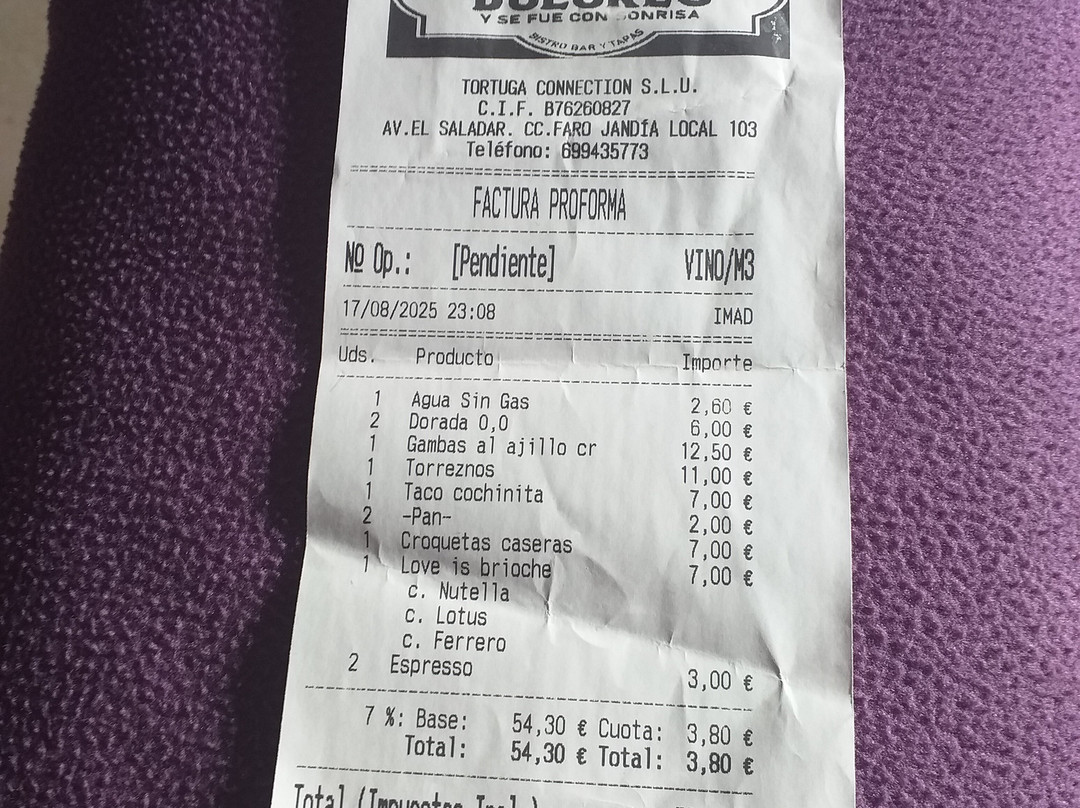 Y SE FUE CON SONRISA
BISTRO BAR Y TAPAS
TORTUGA CONNECTION S.L.U.
C.I.F. B76260827
AV.EL SALADAR. CC.FARO JANDÍA LOCAL 103
Teléfono: 699435773
FACTURA PROFORMA
Nº Op.: [Pendiente] VINO/M3
17/08/2025 23:08 IMAD
Uds. Producto Importe
1 Agua Sin Gas 2,60 €
2 Dorada 0,0 6,00 €
1 Gambas al ajillo cr 12,50 €
1 Torreznos 11,00 €
1 Taco cochinita 7,00 €
2 -Pan- 2,00 €
1 Croquetas caseras 7,00 €
1 Love is brioche 7,00 €
c. Nutella
c. Lotus
c. Ferrero
2 Espresso 3,00 €
7 %: Base: 54,30 € Cuota: 3,80 €
Total: 54,30 € Total: 3,80 €
Total (Impuestos Incl.)